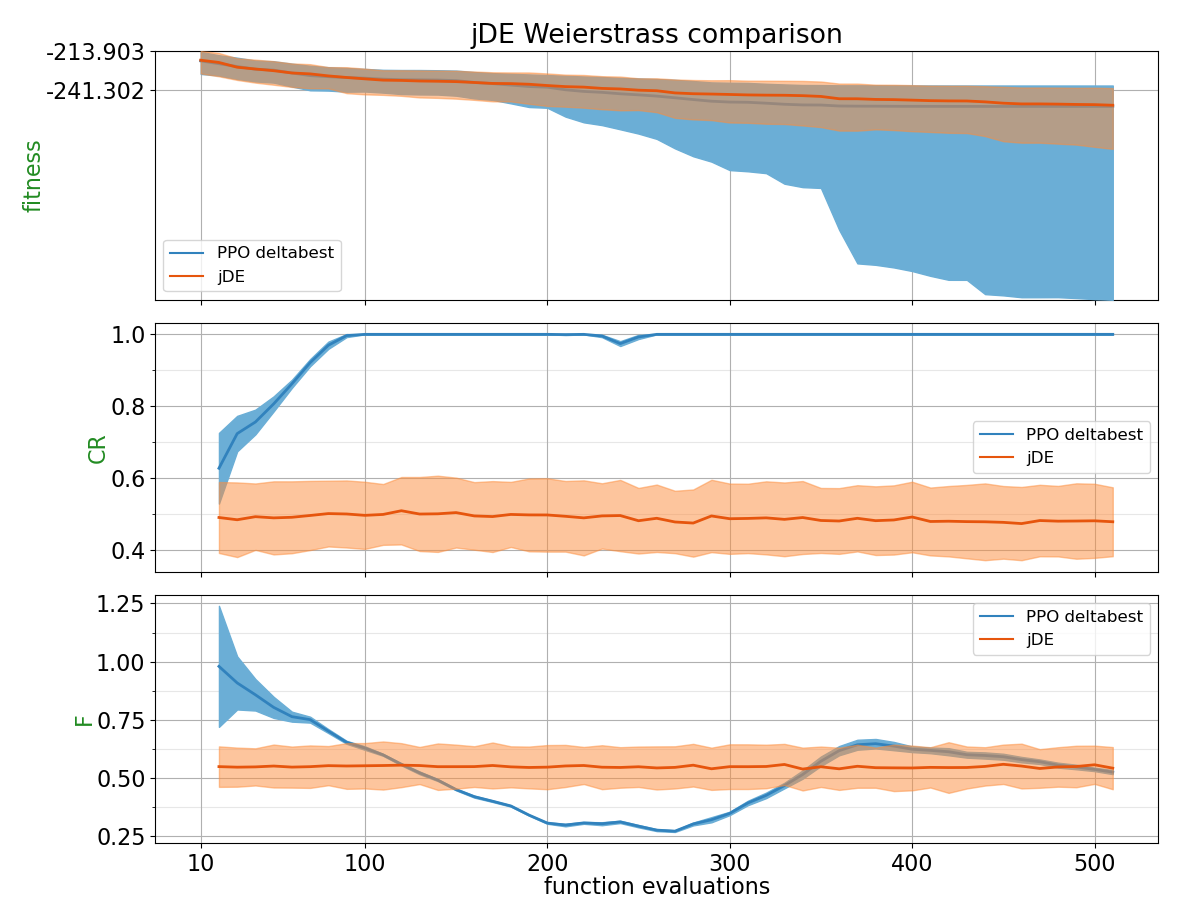 jDE Weierstrass comparison
-213.903
-241.302
fitness
PPO deltabest
jDE
1.0
0.8
0.6
0.4
CR
PPO deltabest
jDE
1.25
1.00
0.75
0.50
0.25
F
PPO deltabest
jDE
10 100 200 300 400 500
function evaluations